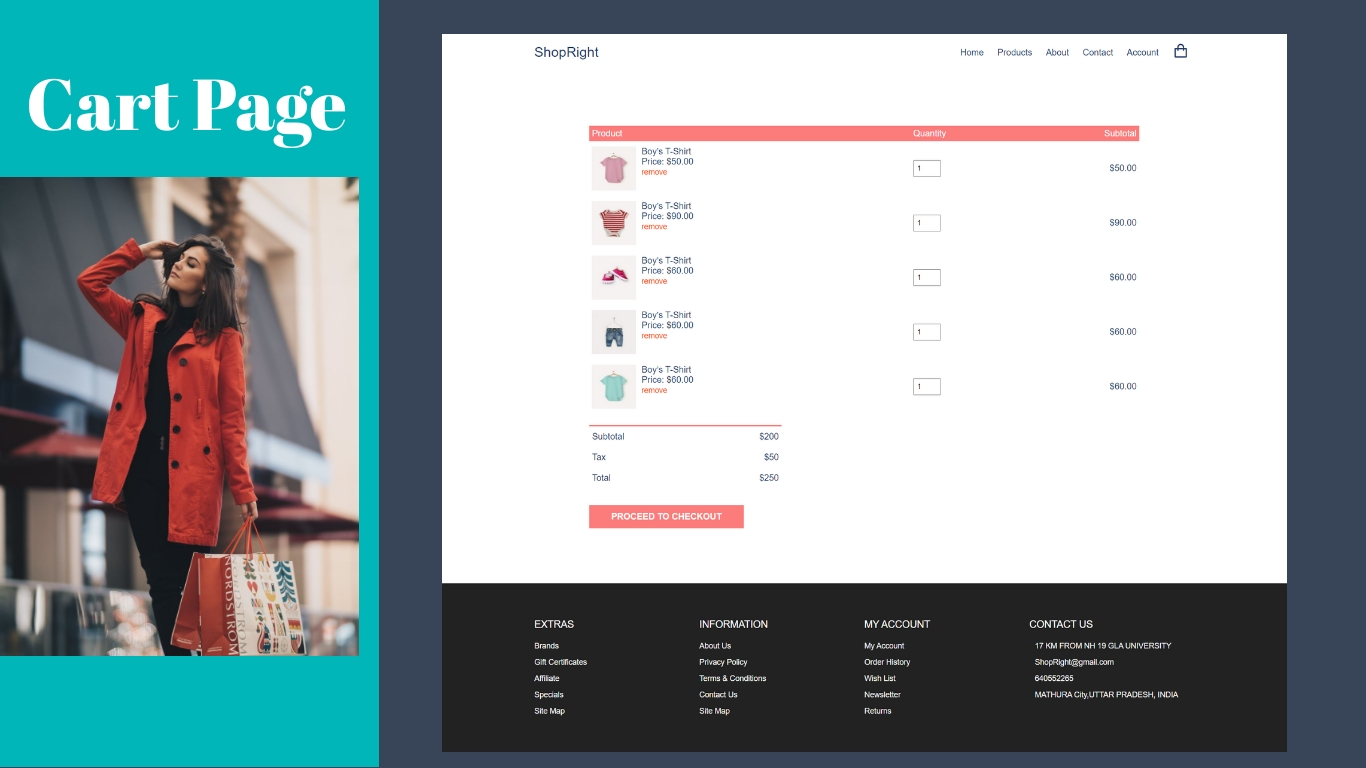 Cart Page
NORDSTROM
NORDSTROM
ShopRight
Home Products About Contact Account
Product Quantity Subtotal
Boy's T-Shirt
Price: $50.00
remove
1
$50.00
Boy's T-Shirt
Price: $90.00
remove
1
$90.00
Boy's T-Shirt
Price: $60.00
remove
1
$60.00
Boy's T-Shirt
Price: $60.00
remove
1
$60.00
Boy's T-Shirt
Price: $60.00
remove
1
$60.00
Subtotal $200
Tax $50
Total $250
PROCEED TO CHECKOUT
EXTRAS
Brands
Gift Certificates
Affiliate
Specials
Site Map
INFORMATION
About Us
Privacy Policy
Terms & Conditions
Contact Us
Site Map
MY ACCOUNT
My Account
Order History
Wish List
Newsletter
Returns
CONTACT US
17 KM FROM NH 19 GLA UNIVERSITY
ShopRight@gmail.com
640552265
MATHURA City,UTTAR PRADESH, INDIA